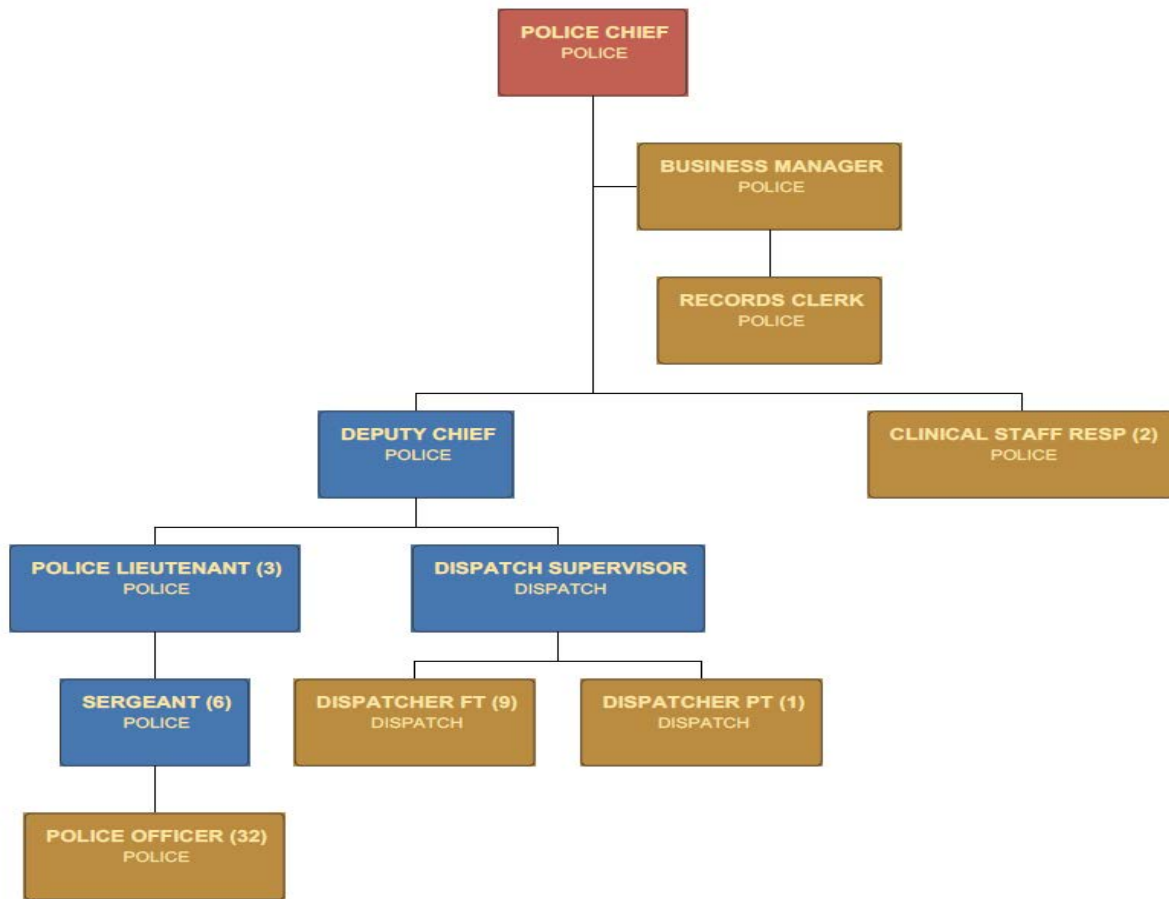 POLICE CHIEF
POLICE
BUSINESS MANAGER
POLICE
RECORDS CLERK
POLICE
DEPUTY CHIEF
POLICE
CLINICAL STAFF RESP (2)
POLICE
POLICE LIEUTENANT (3)
POLICE
DISPATCH SUPERVISOR
DISPATCH
SERGEANT (6)
POLICE
DISPATCHER FT (9)
DISPATCH
DISPATCHER PT (1)
DISPATCH
POLICE OFFICER (32)
POLICE